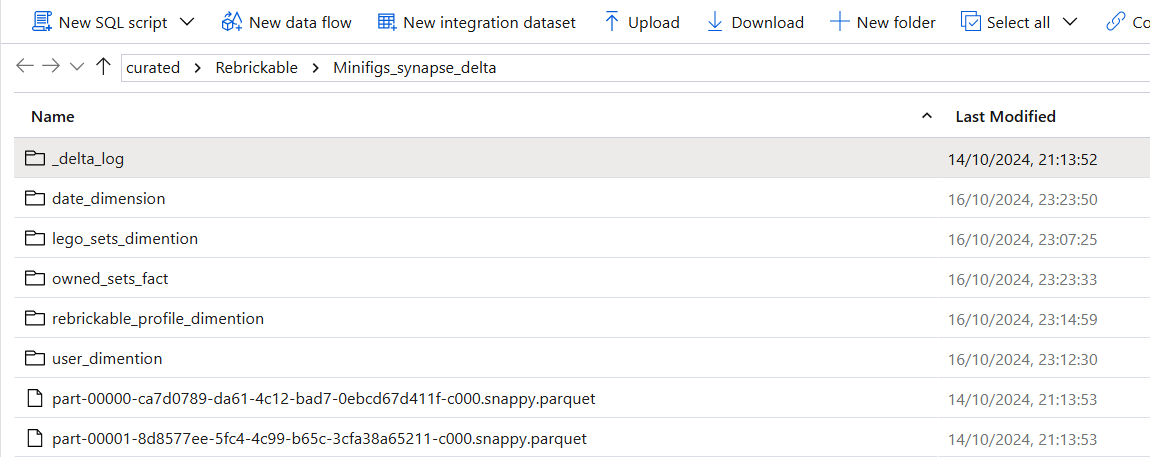 New SQL script New data flow New integration dataset Upload Download New folder Select all Co
curated Rebrickable Minifigs_synapse_delta
Name Last Modified
_delta_log 14/10/2024, 21:13:52
date_dimension 16/10/2024, 23:23:50
lego_sets_dimention 16/10/2024, 23:07:25
owned_sets_fact 16/10/2024, 23:23:33
rebrickable_profile_dimention 16/10/2024, 23:14:59
user_dimention 16/10/2024, 23:12:30
part-00000-ca7d0789-da61-4c12-bad7-0ebcd67d411f-c000.snappy.parquet 14/10/2024, 21:13:53
part-00001-8d8577ee-5fc4-4c99-b65c-3cfa38a65211-c000.snappy.parquet 14/10/2024, 21:13:53